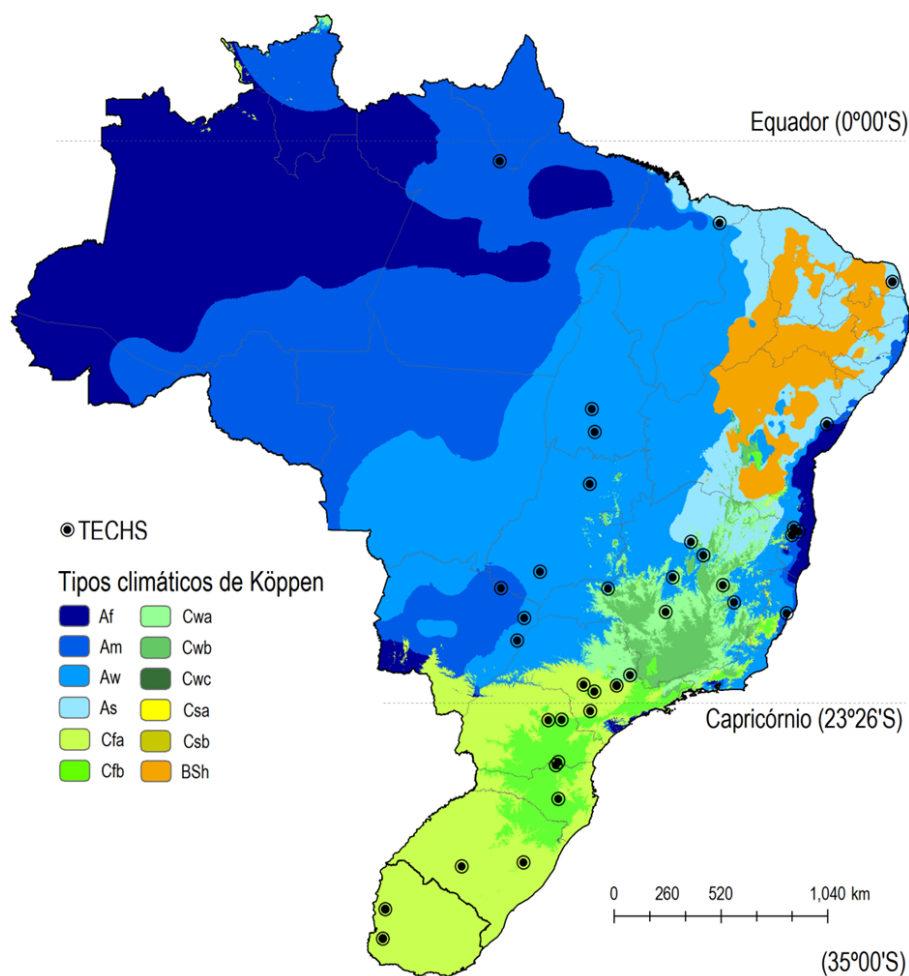 Equador (0º00'S)
TECHS
Tipos climáticos de Köppen
Af
Cwa
Am
Cwb
Aw
Cwc
As
Csa
Cfa
Csb
Cfb
BSh
Capricórnio (23º26'S)
0 260 520 1,040 km
(35º00'S)